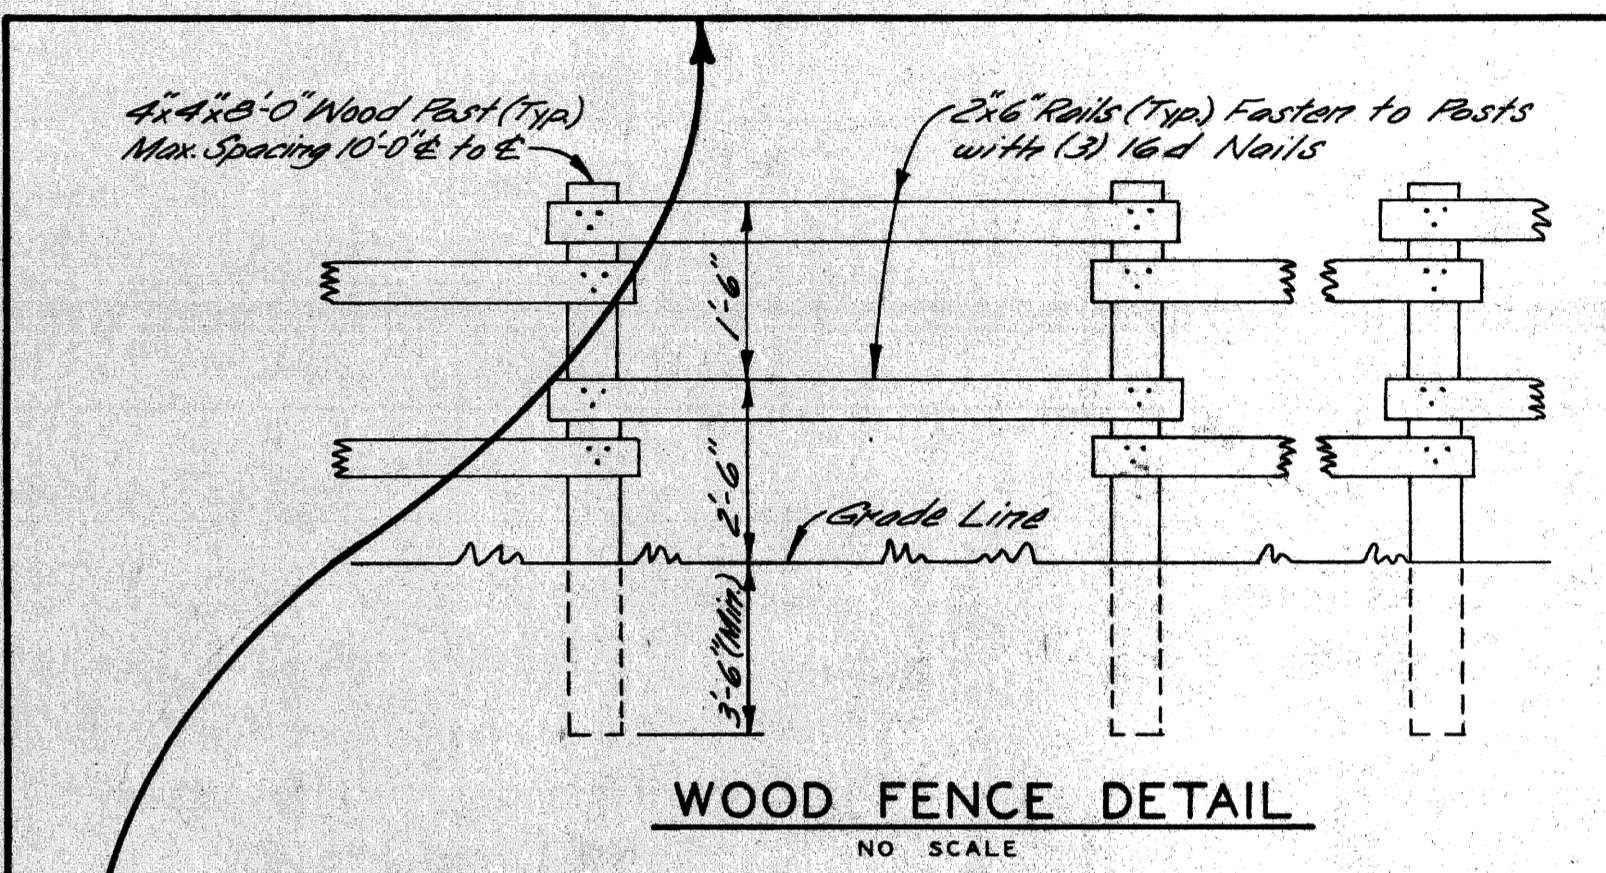 4"x4"x8'-0" Wood Post (Typ.)
Max. Spacing 10'-0" ℄ to ℄
2"x6" Rails (Typ.) Fasten to Posts
with (3) 16d Nails
1'-6"
2'-6"
Grade Line
3'-6" (Min.)
WOOD FENCE DETAIL
NO SCALE